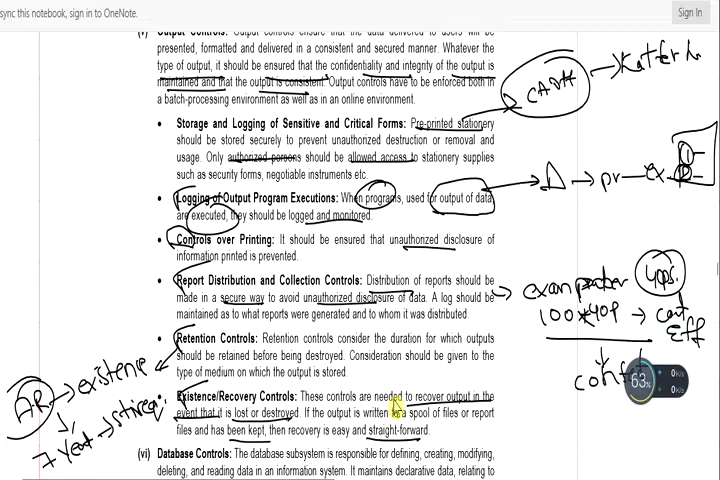 sync this notebook, sign in to OneNote.
Sign In
(v) Output Controls: Output controls ensure that the data delivered to users will be
presented, formatted and delivered in a consistent and secured manner. Whatever the
type of output, it should be ensured that the confidentiality and integrity of the output is
maintained and that the output is consistent. Output controls have to be enforced both in
a batch-processing environment as well as in an online environment.
• Storage and Logging of Sensitive and Critical Forms: Pre-printed stationery
should be stored securely to prevent unauthorized destruction or removal and
usage. Only authorized persons should be allowed access to stationery supplies
such as security forms, negotiable instruments etc.
• Logging of Output Program Executions: When programs, used for output of data,
are executed, they should be logged and monitored.
• Controls over Printing: It should be ensured that unauthorized disclosure of
information printed is prevented.
• Report Distribution and Collection Controls: Distribution of reports should be
made in a secure way to avoid unauthorized disclosure of data. A log should be
maintained as to what reports were generated and to whom it was distributed.
• Retention Controls: Retention controls consider the duration for which outputs
should be retained before being destroyed. Consideration should be given to the
type of medium on which the output is stored.
• Existence/Recovery Controls: These controls are needed to recover output in the
event that it is lost or destroyed. If the output is written to a spool of files or report
files and has been kept, then recovery is easy and straight-forward.
(vi) Database Controls: The database subsystem is responsible for defining, creating, modifying,
deleting, and reading data in an information system. It maintains declarative data, relating to
D → pr — ex
100*40p → cost
Eff
AR → existence
7 year →
63%
0K/s
0K/s